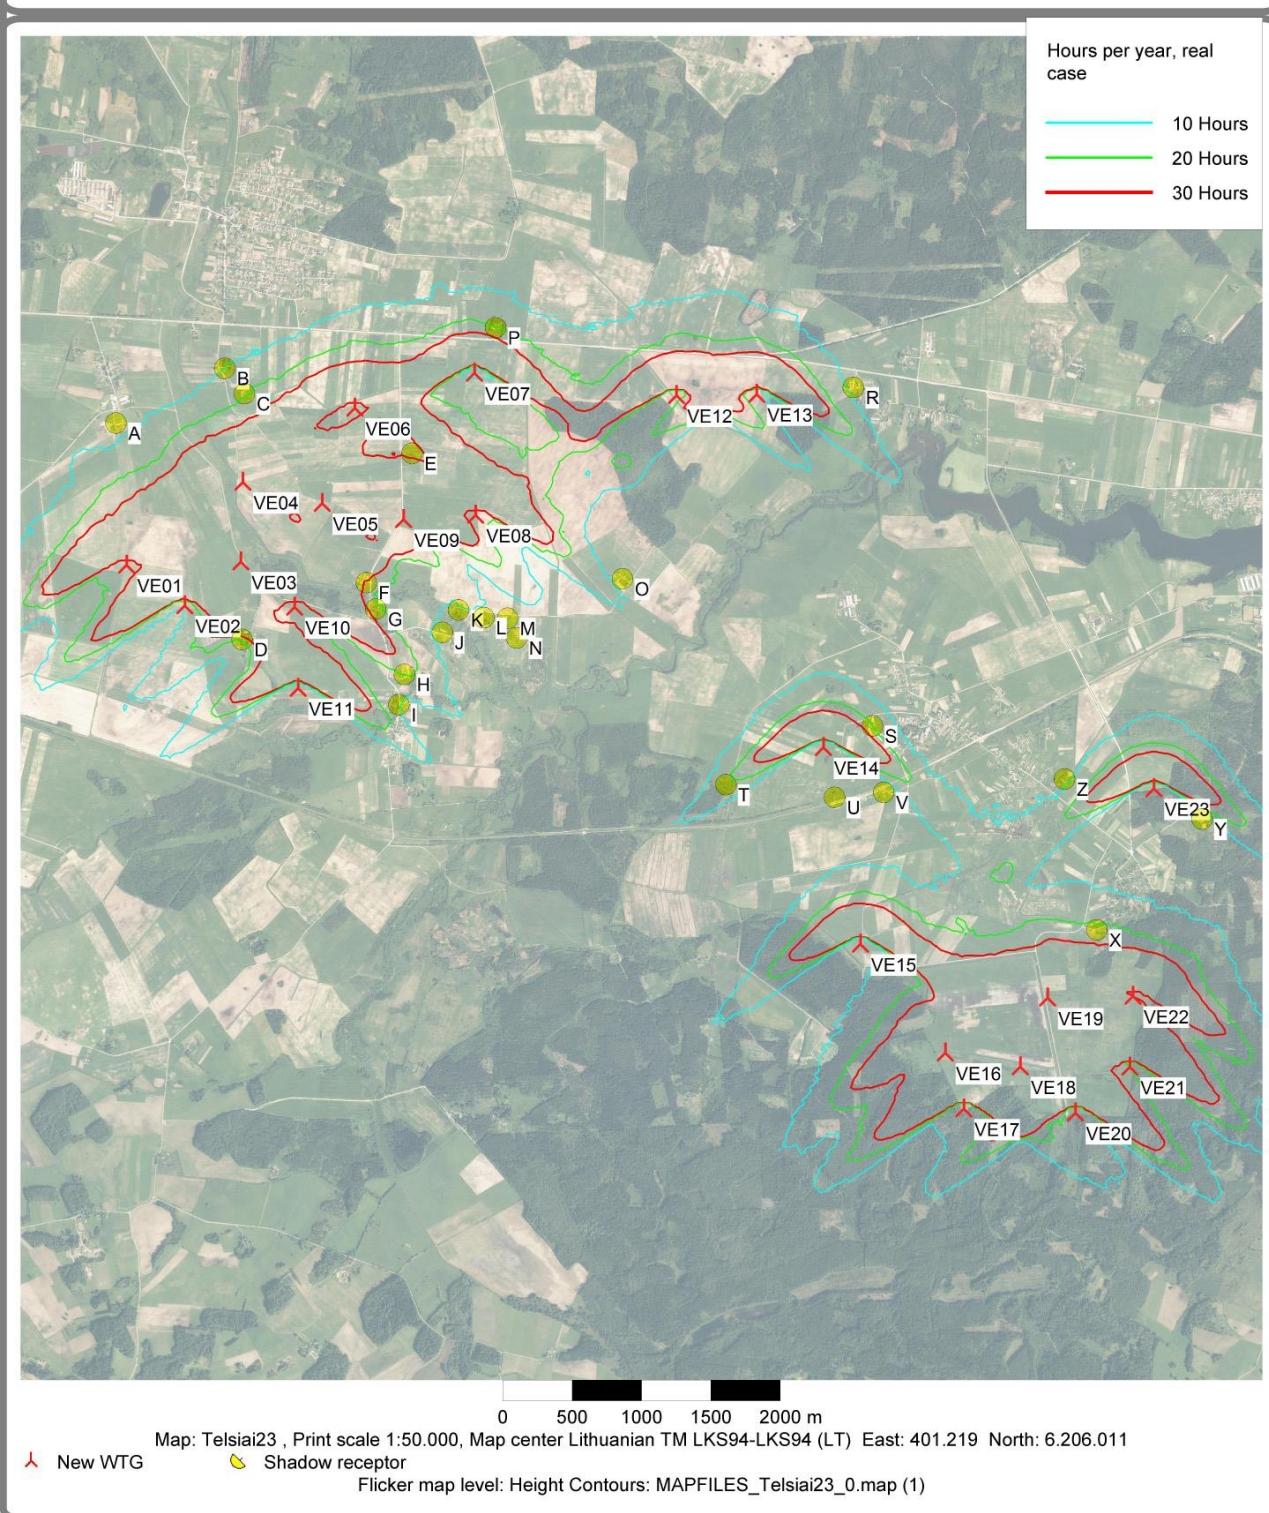 Hours per year, real
case
10 Hours
20 Hours
30 Hours
P
B
C
R
VE07
A
VE12
VE13
VE06
E
VE04
VE05
VE09
VE08
VE01
VE03
F
O
VE02
VE10
G
K
L
M
D
J
N
H
VE11
I
S
VE14
T
U
V
Z
VE23
Y
X
VE15
VE19
VE22
VE16
VE18
VE21
VE17
VE20
0 500 1000 1500 2000 m
Map: Telsiai23 , Print scale 1:50.000, Map center Lithuanian TM LKS94-LKS94 (LT) East: 401.219 North: 6.206.011
New WTG Shadow receptor
Flicker map level: Height Contours: MAPFILES_Telsiai23_0.map (1)